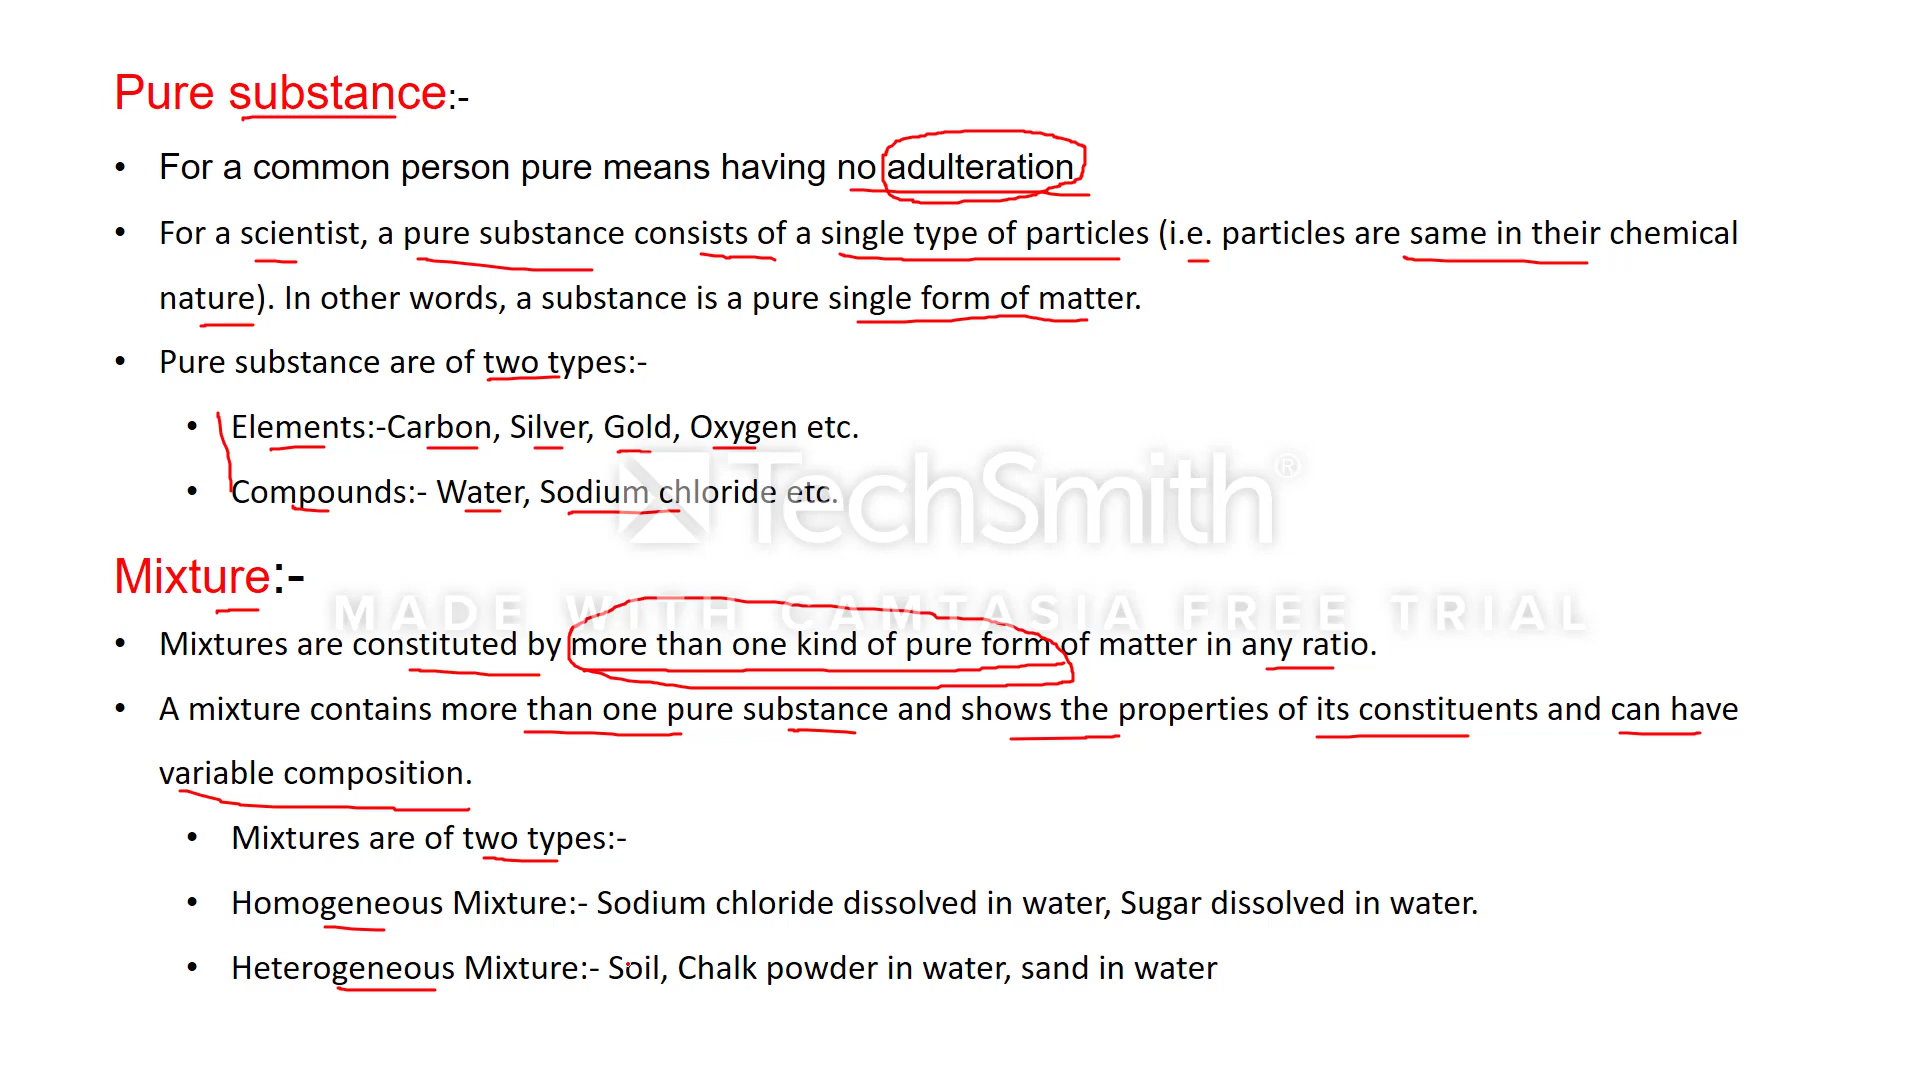 Pure substance:-
• For a common person pure means having no adulteration
• For a scientist, a pure substance consists of a single type of particles (i.e. particles are same in their chemical
nature). In other words, a substance is a pure single form of matter.
• Pure substance are of two types:-
• Elements:-Carbon, Silver, Gold, Oxygen etc.
• Compounds:- Water, Sodium chloride etc.
TechSmith®
Mixture:-
MADE WITH CAMTASIA FREE TRIAL
• Mixtures are constituted by more than one kind of pure form of matter in any ratio.
• A mixture contains more than one pure substance and shows the properties of its constituents and can have
variable composition.
• Mixtures are of two types:-
• Homogeneous Mixture:- Sodium chloride dissolved in water, Sugar dissolved in water.
• Heterogeneous Mixture:- Soil, Chalk powder in water, sand in water